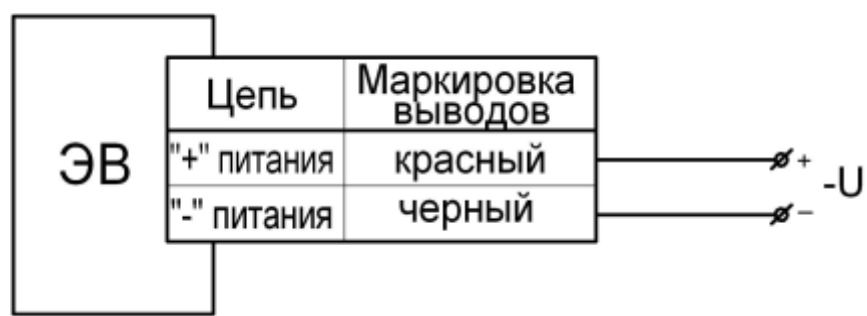 ЭВ
Цепь
Маркировка
выводов
"+" питания
красный
"-" питания
черный
+
-U
–